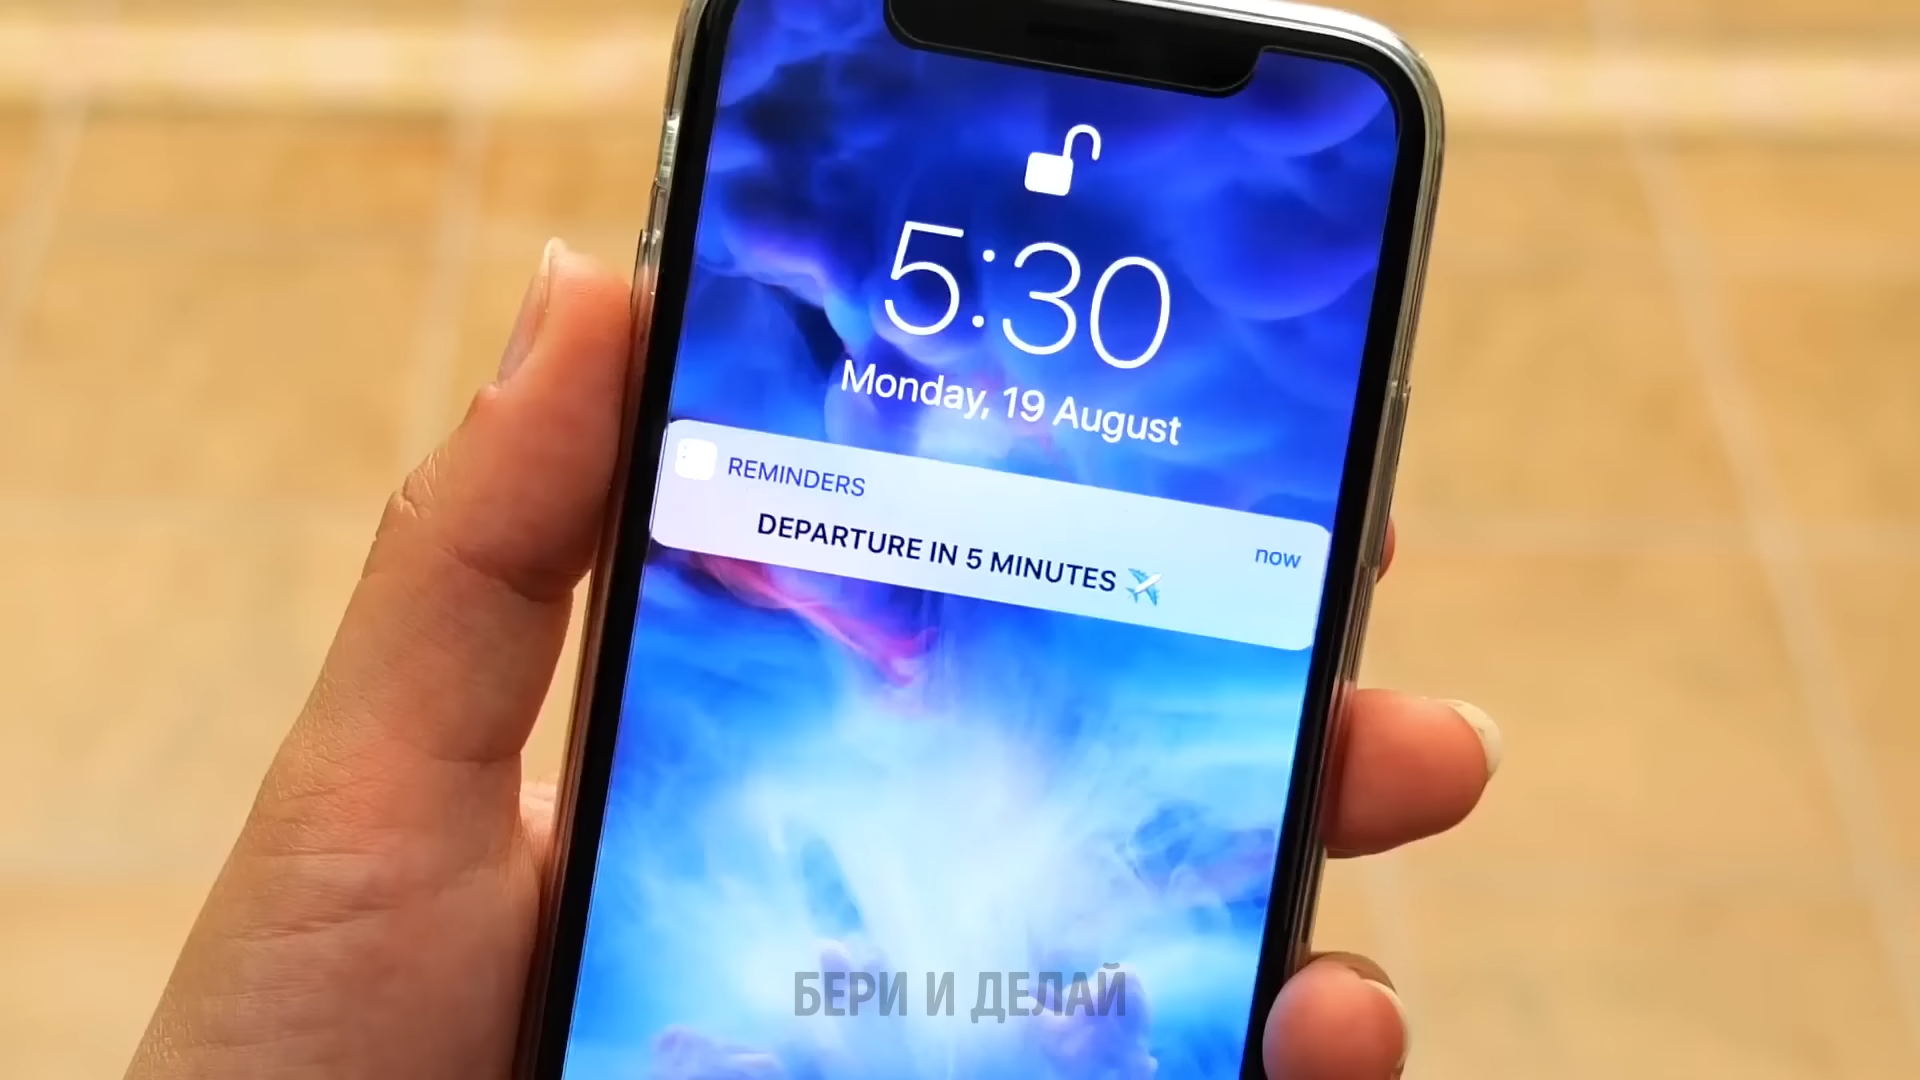 5:30
Monday, 19 August
REMINDERS
now
DEPARTURE IN 5 MINUTES ✈️
БЕРИ И ДЕЛАЙ